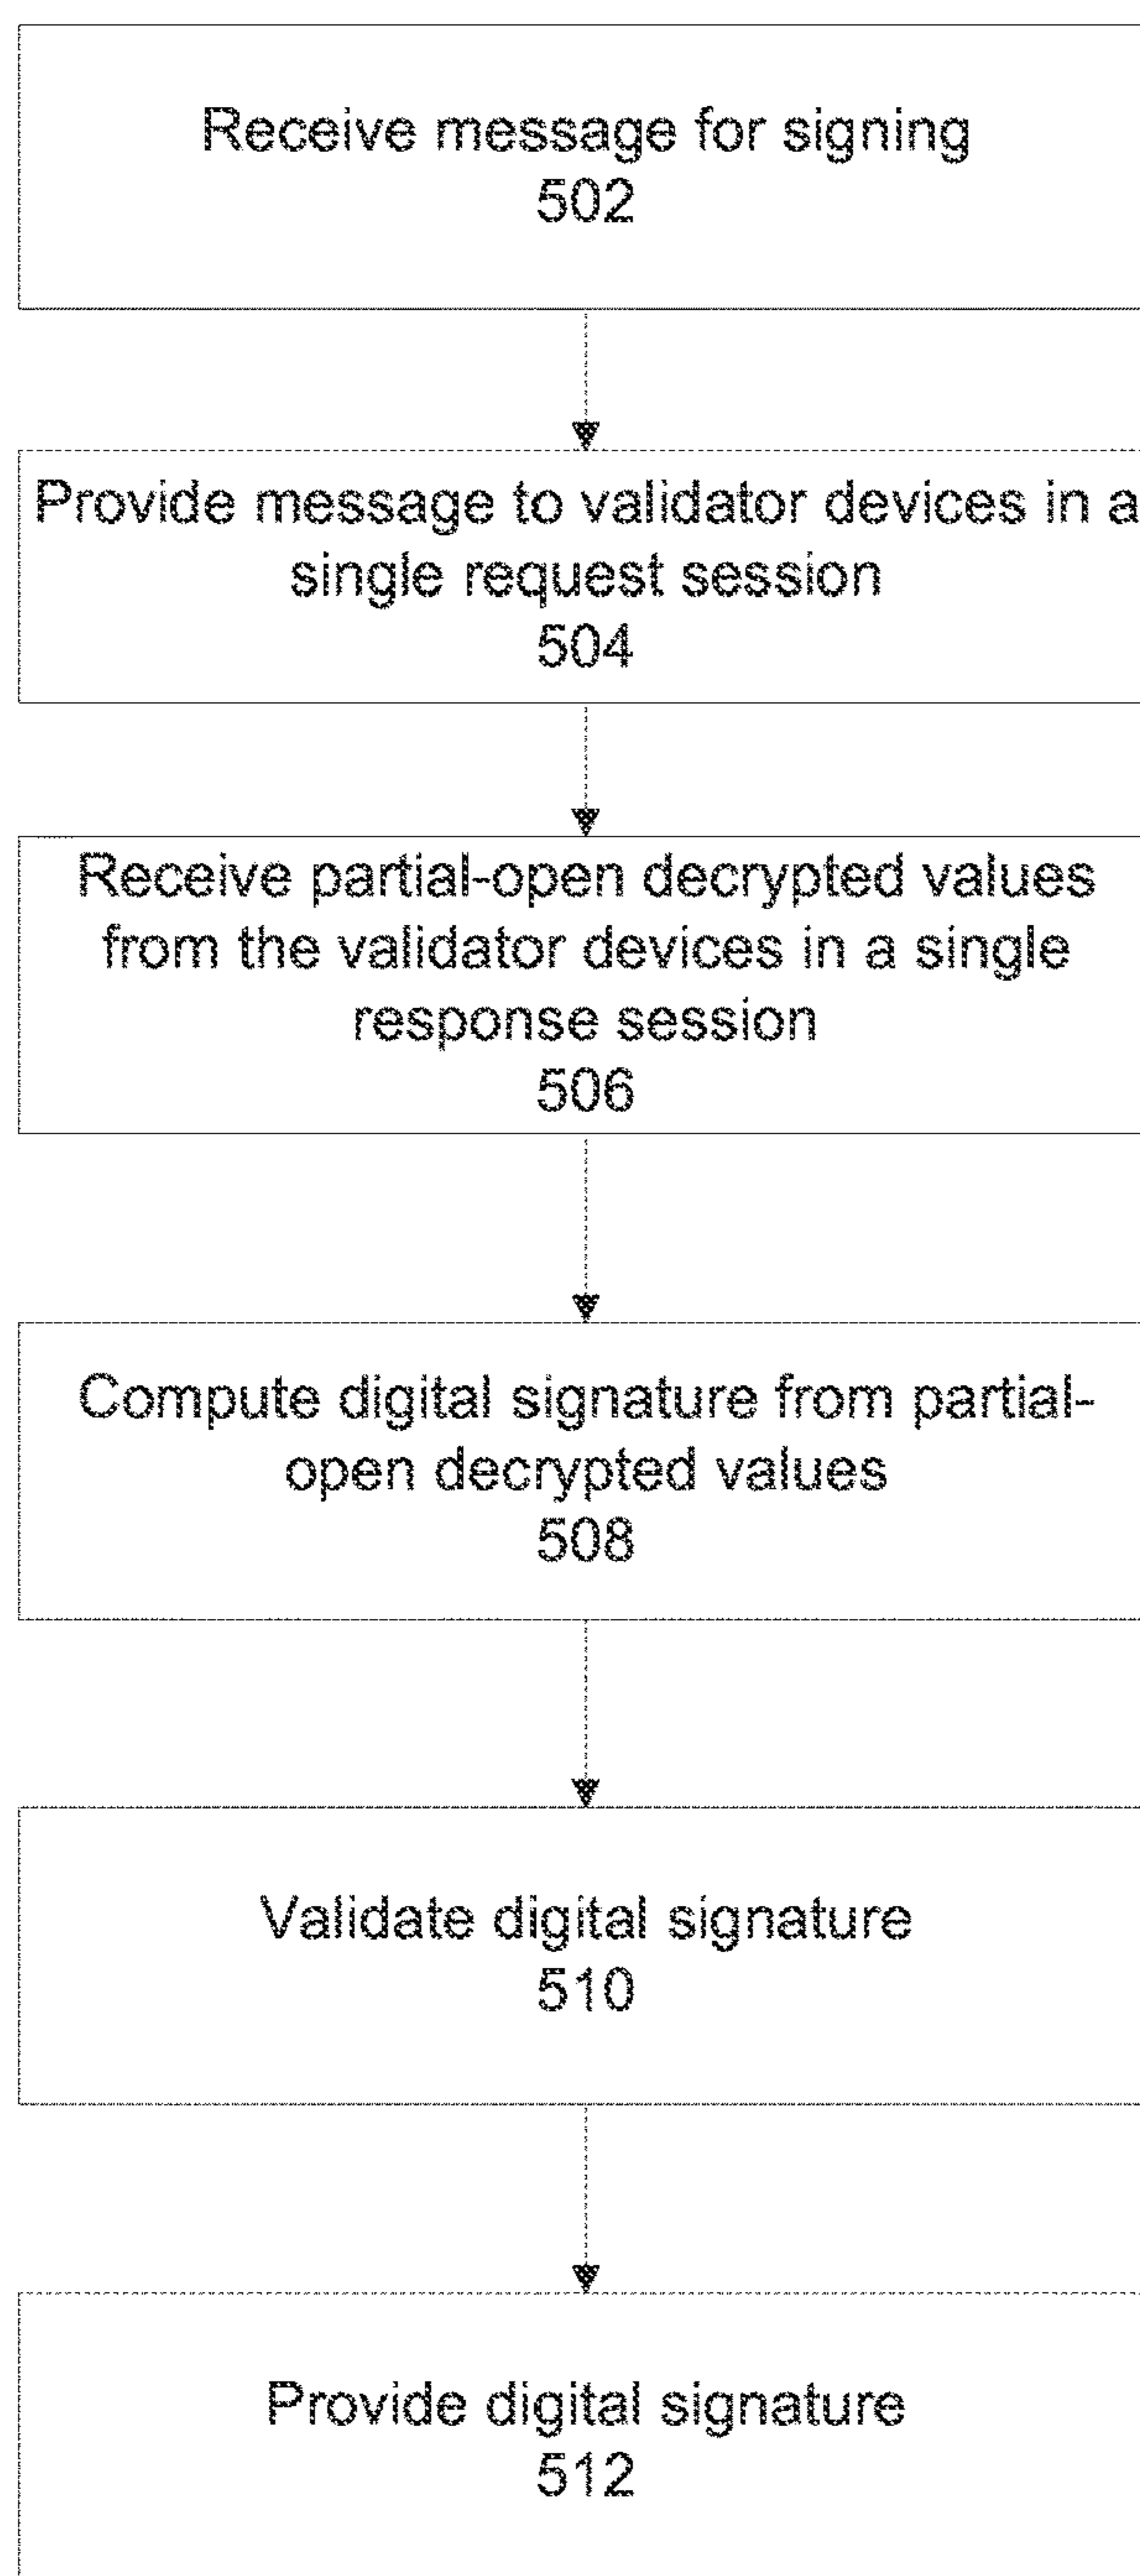 Receive message for signing
502
Provide message to validator devices in a
single request session
504
Receive partial-open decrypted values
from the validator devices in a single
response session
506
Compute digital signature from partial-
open decrypted values
508
Validate digital signature
510
Provide digital signature
512